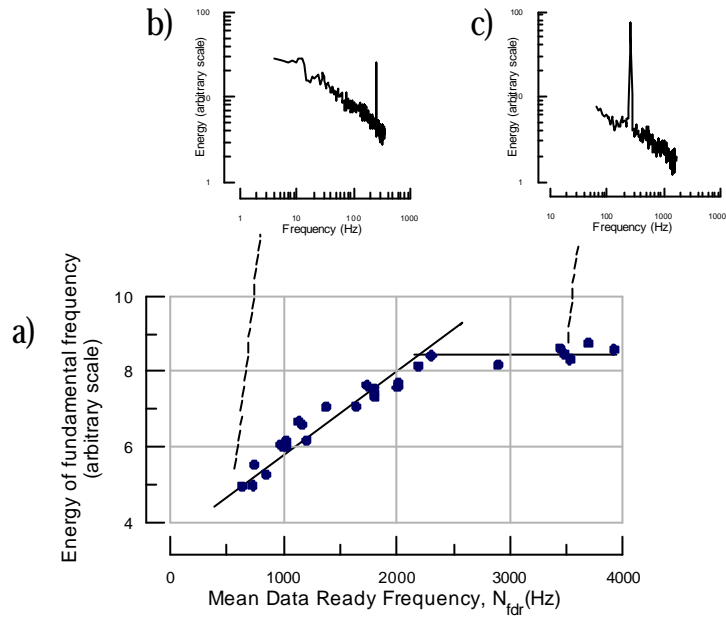 b)
Energy (arbitrary scale)
100
10
1
1
10
100
1000
Frequency (Hz)
c)
Energy (arbitrary scale)
100
10
1
10
100
1000
10000
Frequency (Hz)
a)
Energy of fundamental frequency
(arbitrary scale)
10
8
6
4
0
1000
2000
3000
4000
Mean Data Ready Frequency, Nfdr(Hz)